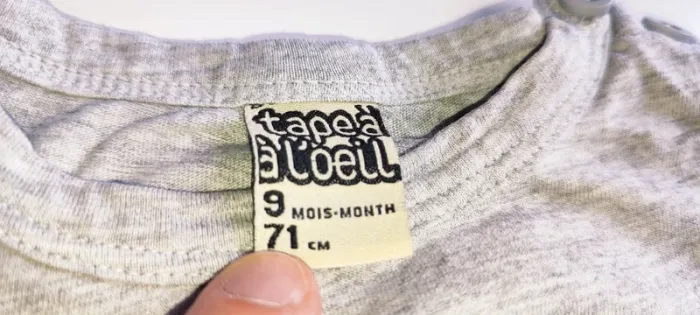 tape à
à l'oeil
9 MOIS-MONTH
71 CM